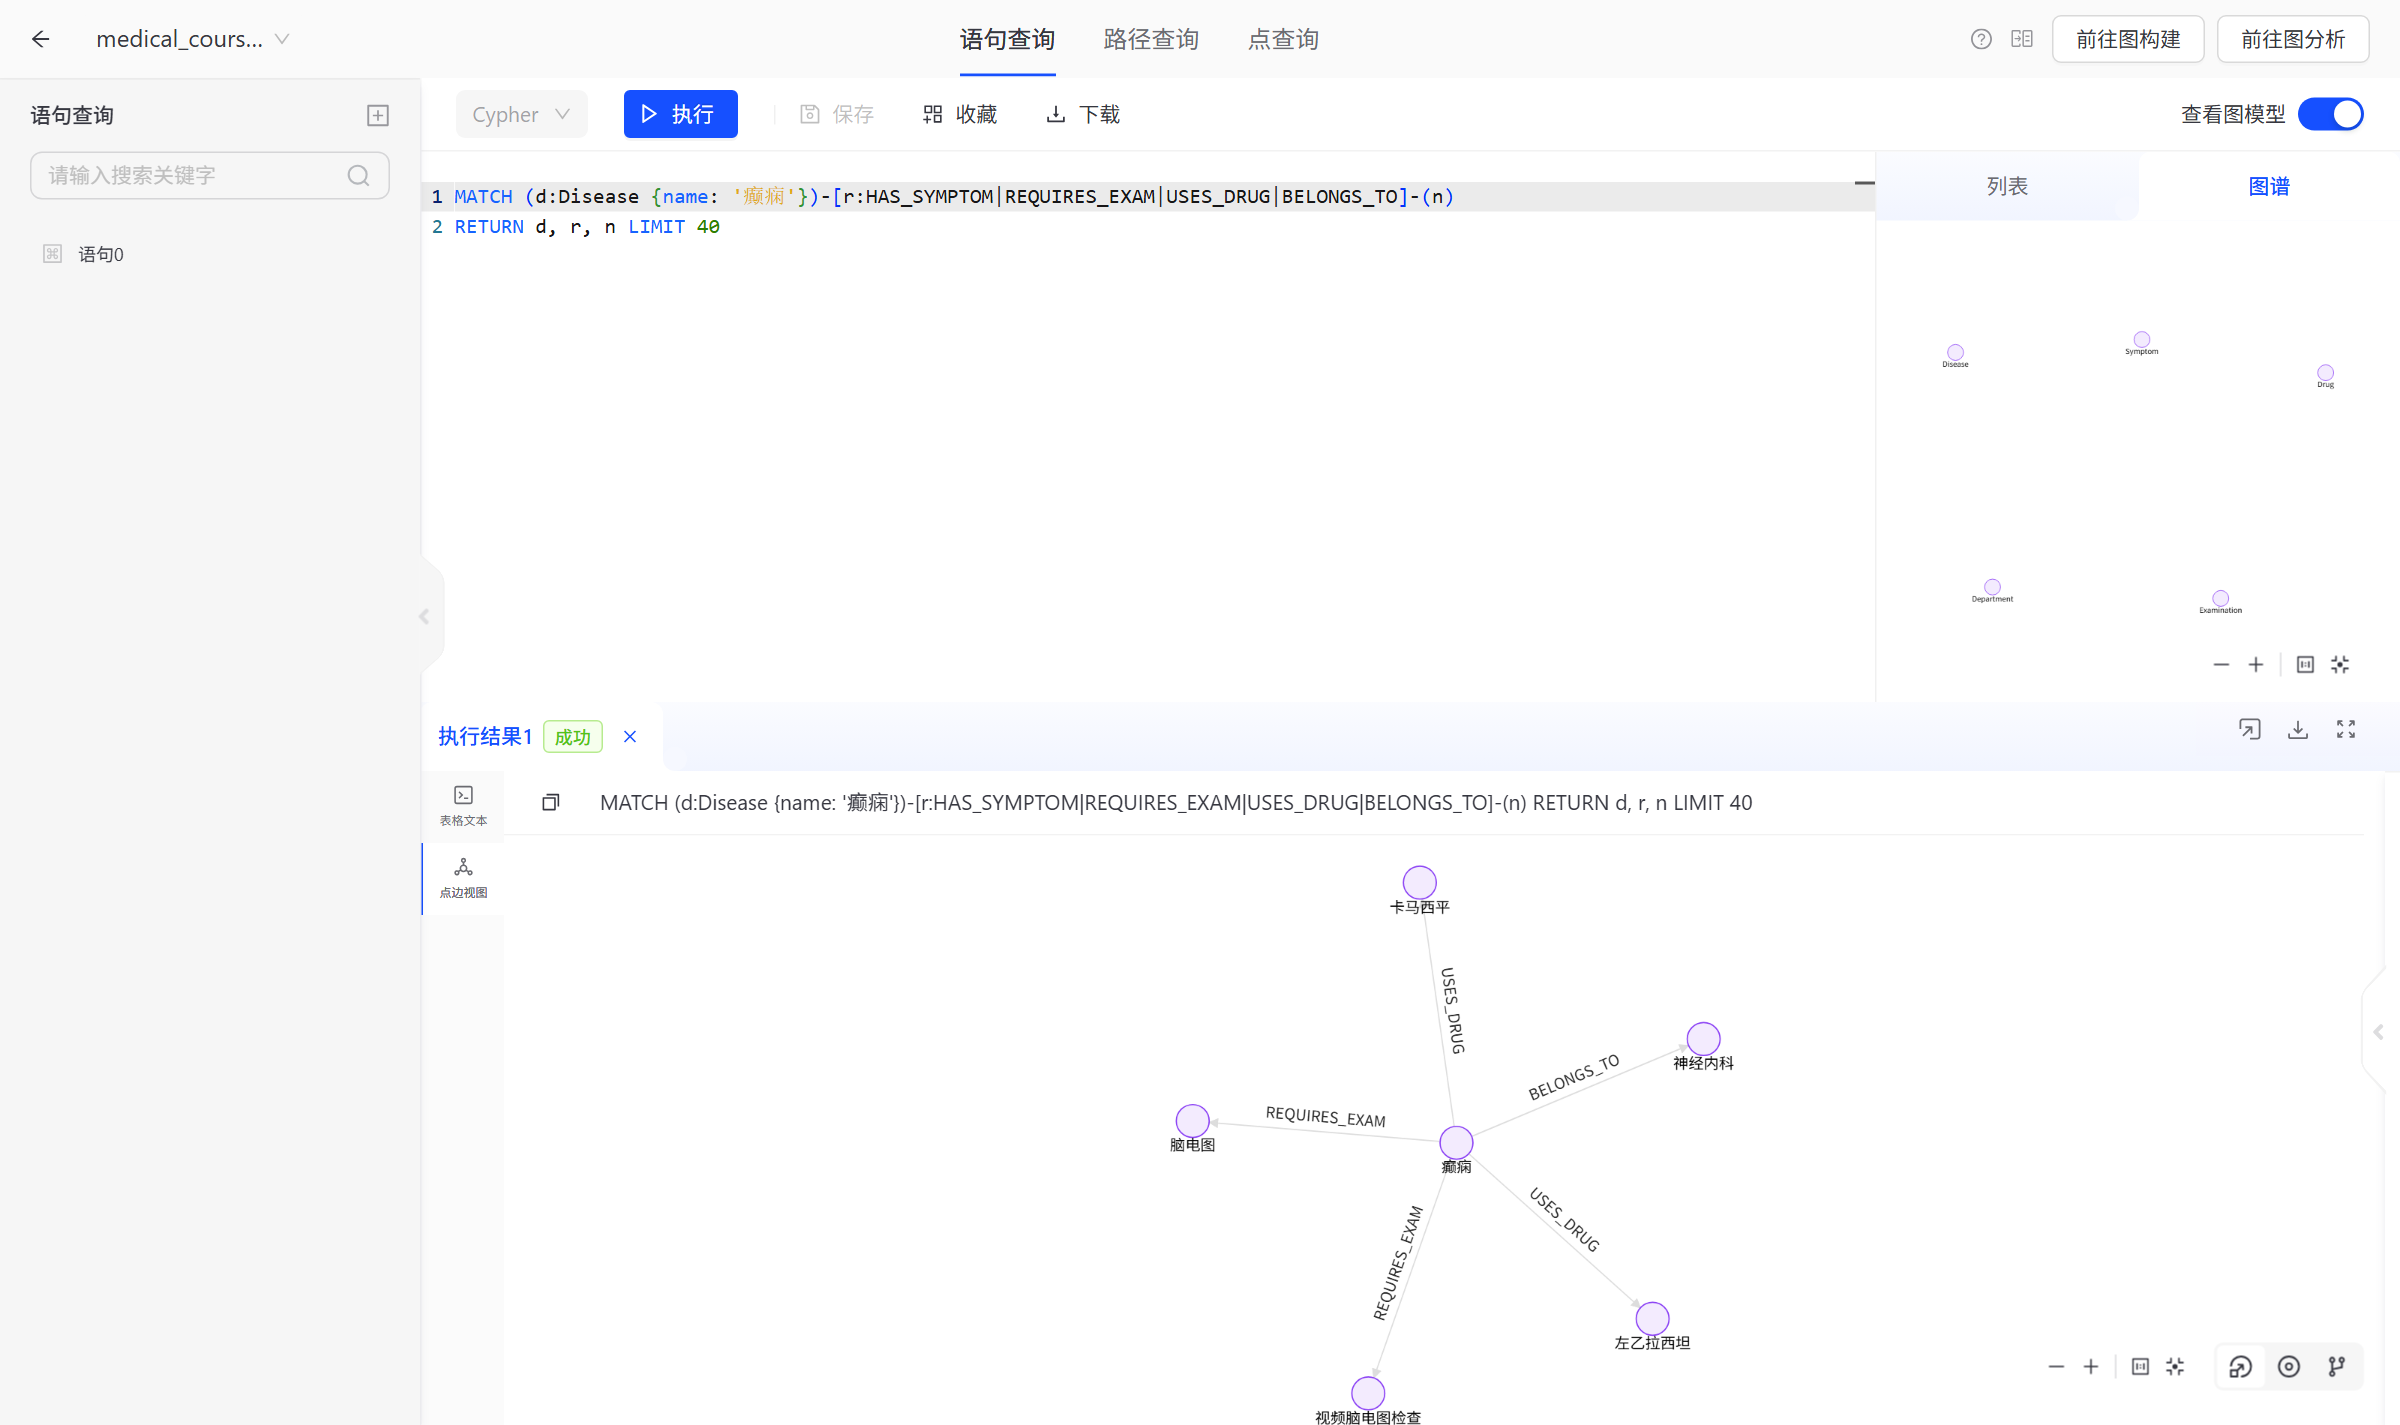 medical_cours...
语句查询
路径查询
点查询
前往图构建
前往图分析
语句查询
请输入搜索关键字
语句0
Cypher
执行
保存
收藏
下载
查看图模型
1 MATCH (d:Disease {name: '癫痫'})-[r:HAS_SYMPTOM|REQUIRES_EXAM|USES_DRUG|BELONGS_TO]-(n)
2 RETURN d, r, n LIMIT 40
列表
图谱
Disease
Symptom
Drug
Department
Examination
执行结果1
成功
表格文本
点边视图
MATCH (d:Disease {name: '癫痫'})-[r:HAS_SYMPTOM|REQUIRES_EXAM|USES_DRUG|BELONGS_TO]-(n) RETURN d, r, n LIMIT 40
卡马西平
USES_DRUG
神经内科
BELONGS_TO
REQUIRES_EXAM
脑电图
癫痫
USES_DRUG
REQUIRES_EXAM
左乙拉西坦
视频脑电图检查